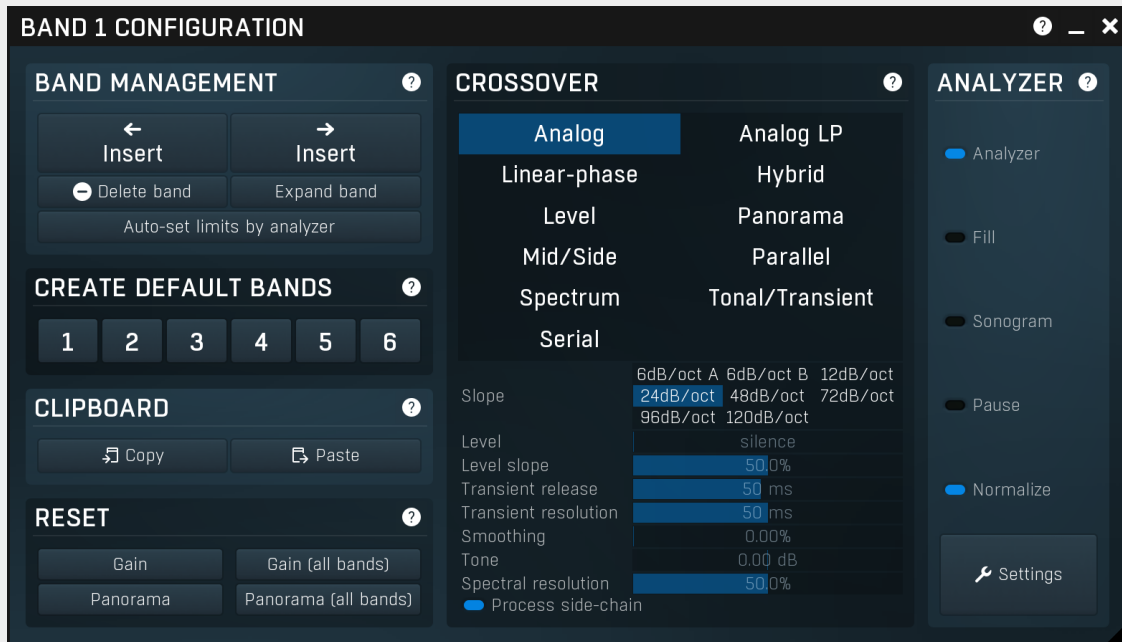 BAND 1 CONFIGURATION
BAND MANAGEMENT
Insert Insert
Delete band Expand band
Auto-set limits by analyzer
CREATE DEFAULT BANDS
1 2 3 4 5 6
CLIPBOARD
Copy Paste
RESET
Gain Gain (all bands)
Panorama Panorama (all bands)
CROSSOVER
Analog Analog LP
Linear-phase Hybrid
Level Panorama
Mid/Side Parallel
Spectrum Tonal/Transient
Serial
6dB/oct A 6dB/oct B 12dB/oct
Slope 24dB/oct 48dB/oct 72dB/oct
96dB/oct 120dB/oct
Level silence
Level slope 50.0%
Transient release 50 ms
Transient resolution 50 ms
Smoothing 0.00%
Tone 0.00 dB
Spectral resolution 50.0%
Process side-chain
ANALYZER
Analyzer
Fill
Sonogram
Pause
Normalize
Settings